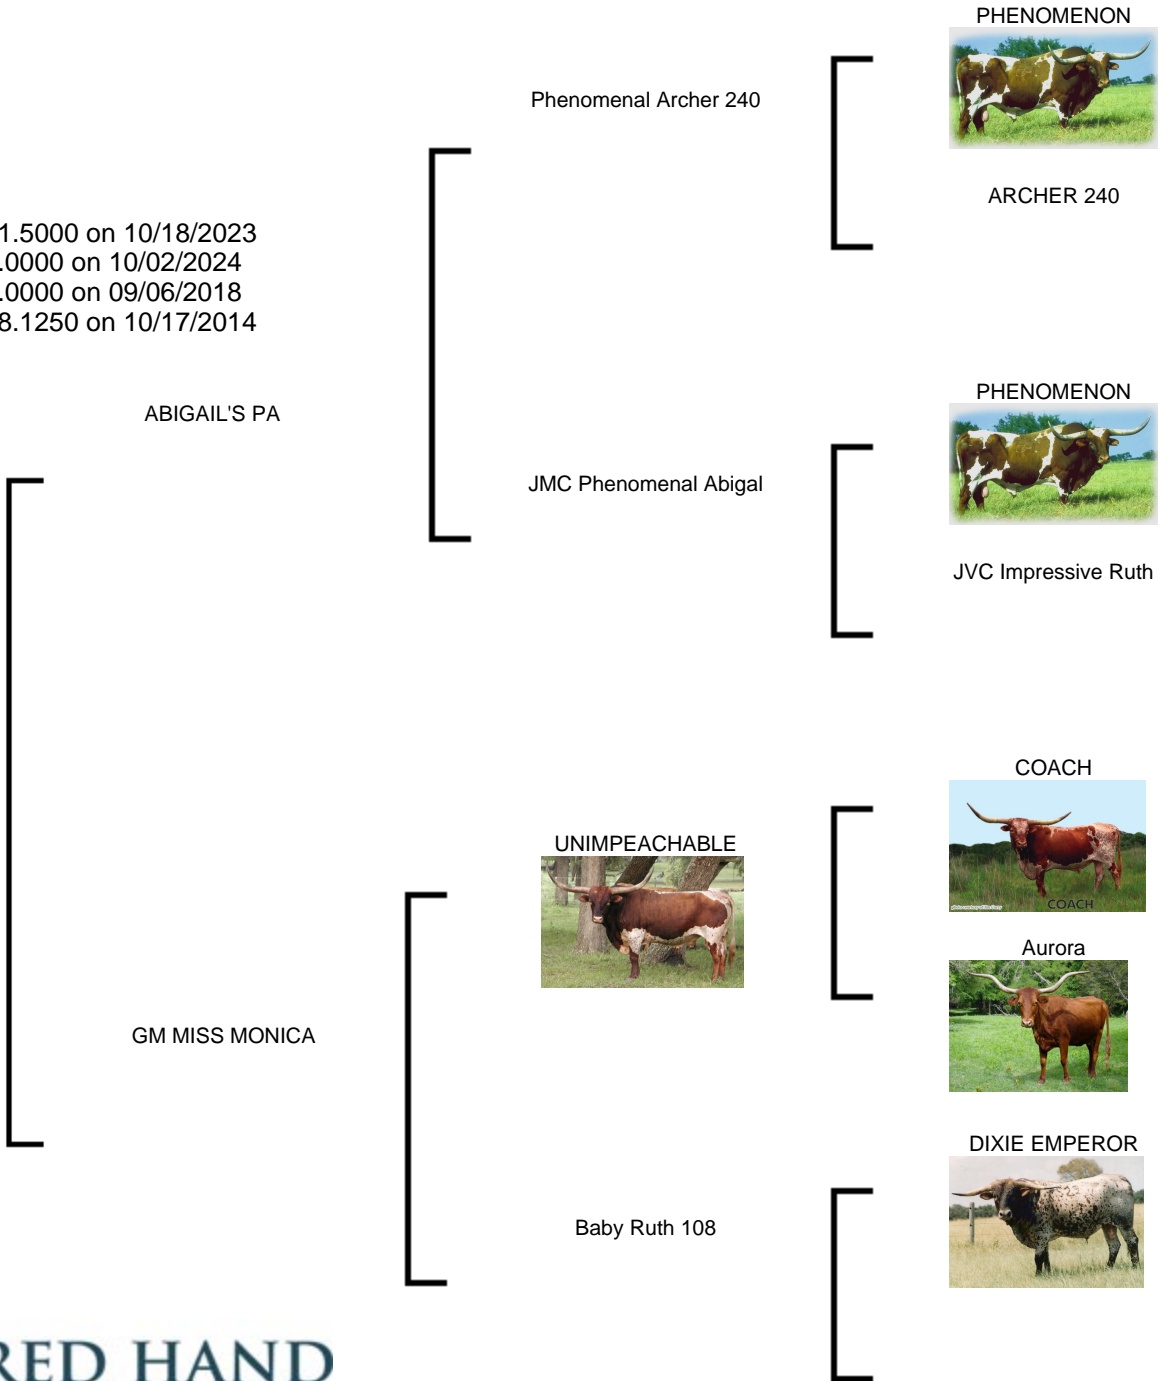 PHENOMENON
Phenomenal Archer 240
ARCHER 240
1.5000 on 10/18/2023
.0000 on 10/02/2024
.0000 on 09/06/2018
8.1250 on 10/17/2014
PHENOMENON
ABIGAIL'S PA
JMC Phenomenal Abigal
JVC Impressive Ruth
COACH
UNIMPEACHABLE
COACH
Aurora
GM MISS MONICA
DIXIE EMPEROR
Baby Ruth 108
RED HAND